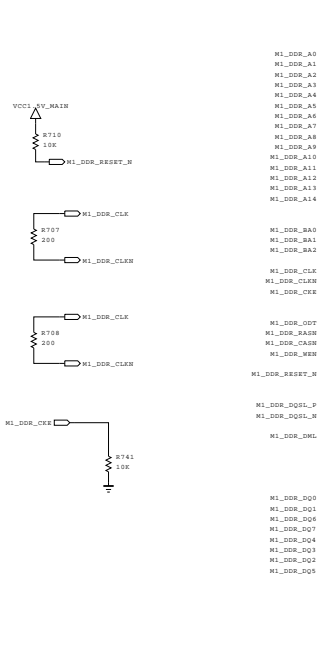 VCC1.5V_MAIN
R710
10K
M1_DDR_RESET_N
M1_DDR_CLK
R707
200
M1_DDR_CLKN
M1_DDR_CLK
R708
200
M1_DDR_CLKN
M1_DDR_CKE
R741
10K
M1_DDR_A0
M1_DDR_A1
M1_DDR_A2
M1_DDR_A3
M1_DDR_A4
M1_DDR_A5
M1_DDR_A6
M1_DDR_A7
M1_DDR_A8
M1_DDR_A9
M1_DDR_A10
M1_DDR_A11
M1_DDR_A12
M1_DDR_A13
M1_DDR_A14
M1_DDR_BA0
M1_DDR_BA1
M1_DDR_BA2
M1_DDR_CLK
M1_DDR_CLKN
M1_DDR_CKE
M1_DDR_ODT
M1_DDR_RASN
M1_DDR_CASN
M1_DDR_WEN
M1_DDR_RESET_N
M1_DDR_DQSL_P
M1_DDR_DQSL_N
M1_DDR_DML
M1_DDR_DQ0
M1_DDR_DQ1
M1_DDR_DQ6
M1_DDR_DQ7
M1_DDR_DQ4
M1_DDR_DQ3
M1_DDR_DQ2
M1_DDR_DQ5